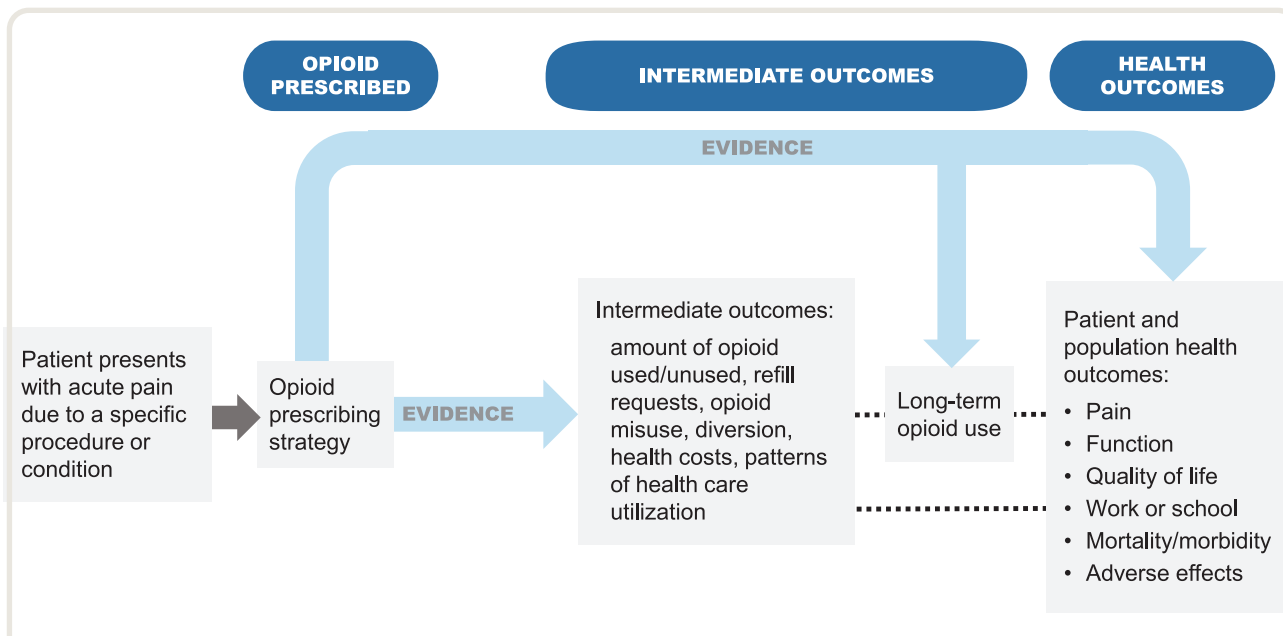 OPIOID
PRESCRIBED
INTERMEDIATE OUTCOMES
HEALTH
OUTCOMES
EVIDENCE
Patient presents
with acute pain
due to a specific
procedure or
condition
Opioid
prescribing
strategy
EVIDENCE
Intermediate outcomes:
amount of opioid
used/unused, refill
requests, opioid
misuse, diversion,
health costs, patterns
of health care
utilization
Long-term
opioid use
Patient and
population health
outcomes:
• Pain
• Function
• Quality of life
• Work or school
• Mortality/morbidity
• Adverse effects